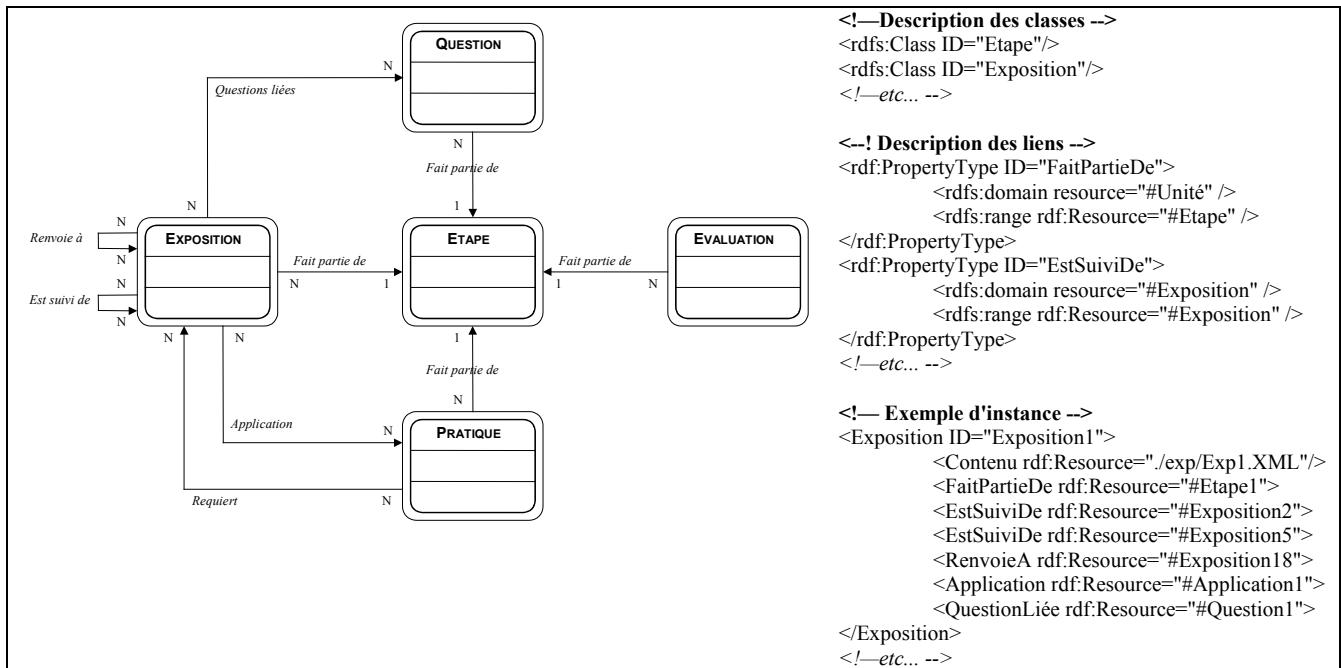 QUESTION
N
Questions liées
N
Fait partie de
1
N
N
Renvoie à
N
EXPOSITION
ETAPE
EVALUATION
Fait partie de
Fait partie de
N
N
1
1
N
Est suivi de
N
N
N
1
Fait partie de
N
Application
N
PRATIQUE
Requiert
N
<!—Description des classes -->
<rdfs:Class ID="Etape"/>
<rdfs:Class ID="Exposition"/>
<!—etc... -->
<--! Description des liens -->
<rdf:PropertyType ID="FaitPartieDe">
<rdfs:domain resource="#Unité" />
<rdfs:range rdf:Resource="#Etape" />
</rdf:PropertyType>
<rdf:PropertyType ID="EstSuiviDe">
<rdfs:domain resource="#Exposition" />
<rdfs:range rdf:Resource="#Exposition" />
</rdf:PropertyType>
<!—etc... -->
<!— Exemple d'instance -->
<Exposition ID="Exposition1">
<Contenu rdf:Resource="./exp/Exp1.XML"/>
<FaitPartieDe rdf:Resource="#Etape1">
<EstSuiviDe rdf:Resource="#Exposition2">
<EstSuiviDe rdf:Resource="#Exposition5">
<RenvoieA rdf:Resource="#Exposition18">
<Application rdf:Resource="#Application1">
<QuestionLiée rdf:Resource="#Question1">
</Exposition>
<!—etc... -->